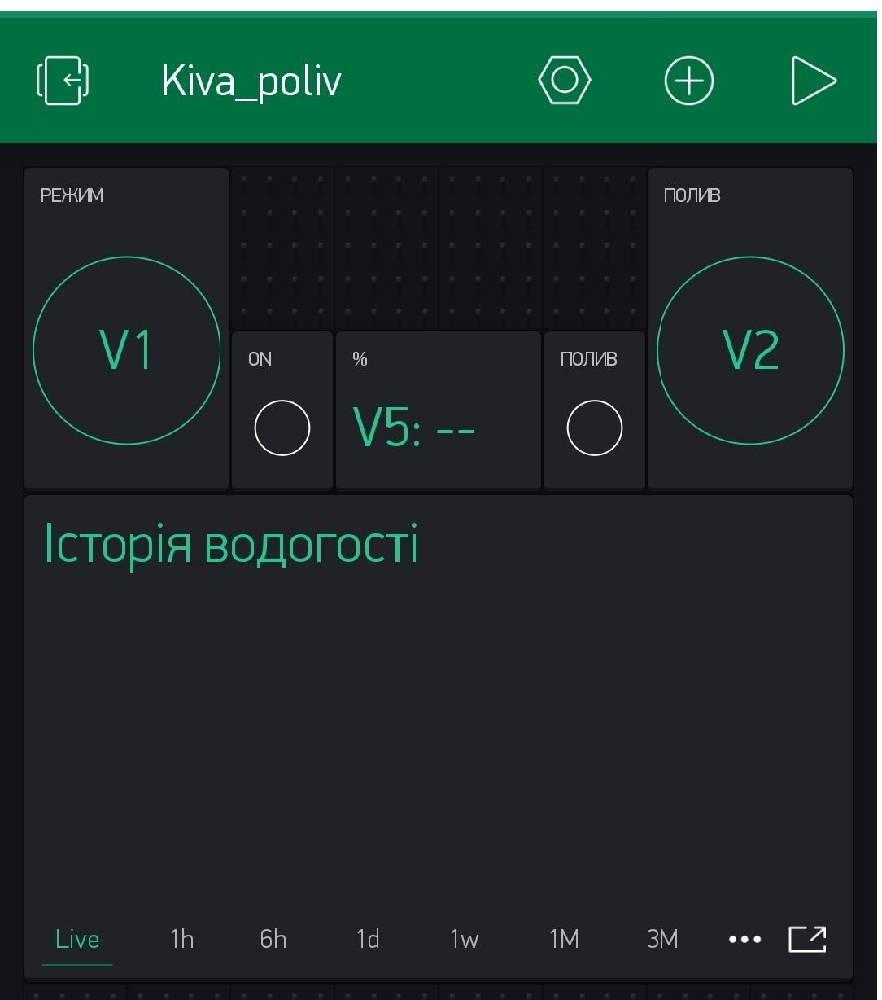 Kiva_poliv
РЕЖИМ
ПОЛИВ
V1
V2
ON
%
ПОЛИВ
V5: --
Історія водогості
Live 1h 6h 1d 1w 1M 3M